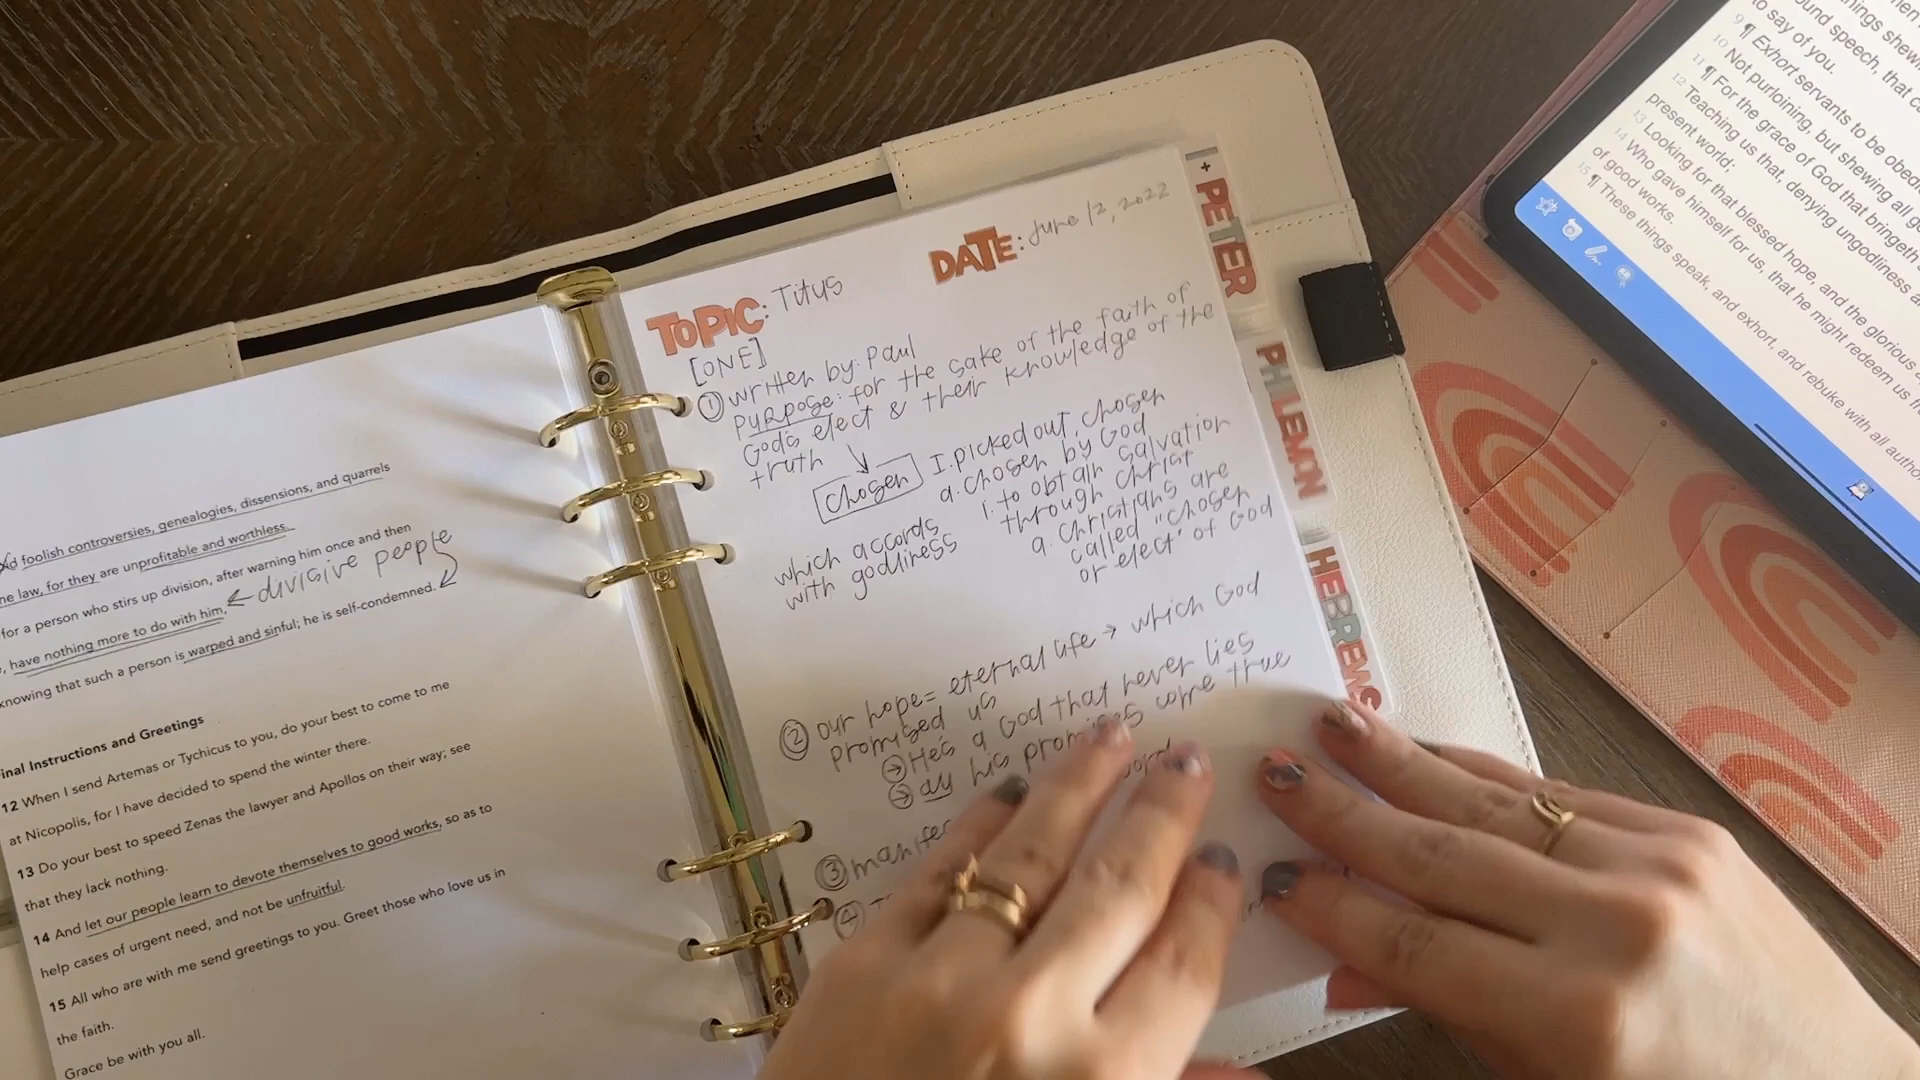 foolish controversies, genealogies, dissensions, and quarrels
law, for they are unprofitable and worthless.
for a person who stirs up division, after warning him once and then
have nothing more to do with him,
← divisive people
knowing that such a person is warped and sinful; he is self-condemned.
Instructions and Greetings
12 When I send Artemas or Tychicus to you, do your best to come to me
at Nicopolis, for I have decided to spend the winter there.
13 Do your best to speed Zenas the lawyer and Apollos on their way; see
that they lack nothing.
14 And let our people learn to devote themselves to good works, so as to
help cases of urgent need, and not be unfruitful.
15 All who are with me send greetings to you. Greet those who love us in
the faith.
Grace be with you all.
TOPIC: Titus
DATE: June 12, 2022
[ONE]
① written by: Paul
purpose: for the sake of the faith of
God's elect & their knowledge of the
truth
chosen
I. picked out, chosen
a. chosen by God
i. to obtain salvation
through Christ
a. Christians are
called "chosen
or elect" of God
which accords
with godliness
② our hope = eternal life → which God
promised us
→ He's a God that never lies
→ his promises come true
③
④
+ PETER
PHILEMON
HEBREWS
to say of you.
9 ¶ Exhort servants to be
10 Not purloining, but shewing all
11 ¶ For the grace of God that bringeth
12 Teaching us that, denying ungodliness
present world;
13 Looking for that blessed hope, and the glorious
14 Who gave himself for us, that he might redeem us
of good works.
15 ¶ These things speak, and exhort, and rebuke with all